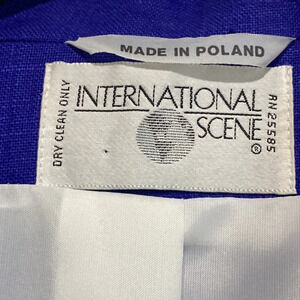 MADE IN POLAND
DRY CLEAN ONLY
INTERNATIONAL
SCENE
®
RN 25585